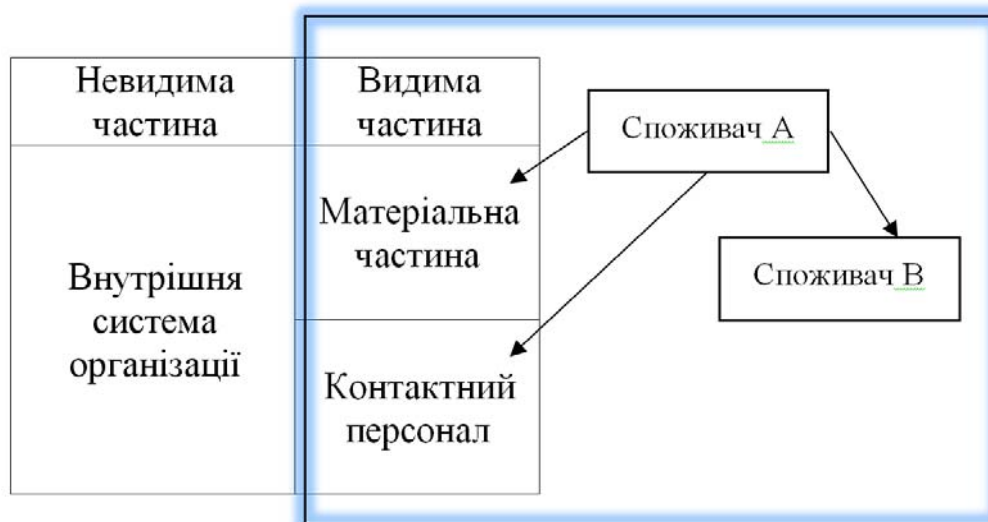 Невидима
частина
Видима
частина
Споживач А
Матеріальна
частина
Споживач В
Внутрішня
система
організації
Контактний
персонал